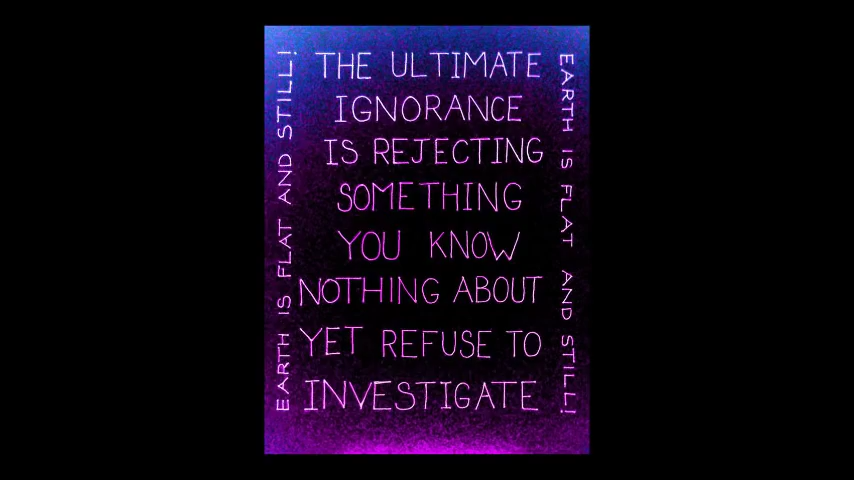 EARTH IS FLAT AND STILL!
THE ULTIMATE
IGNORANCE
IS REJECTING
SOMETHING
YOU KNOW
NOTHING ABOUT
YET REFUSE TO
INVESTIGATE
EARTH IS FLAT AND STILL!